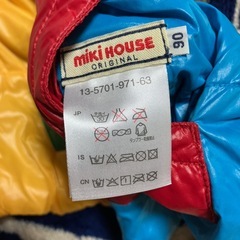 miki HOUSE
ORIGINAL
90
13-5701-971-63
JP
IS
CN